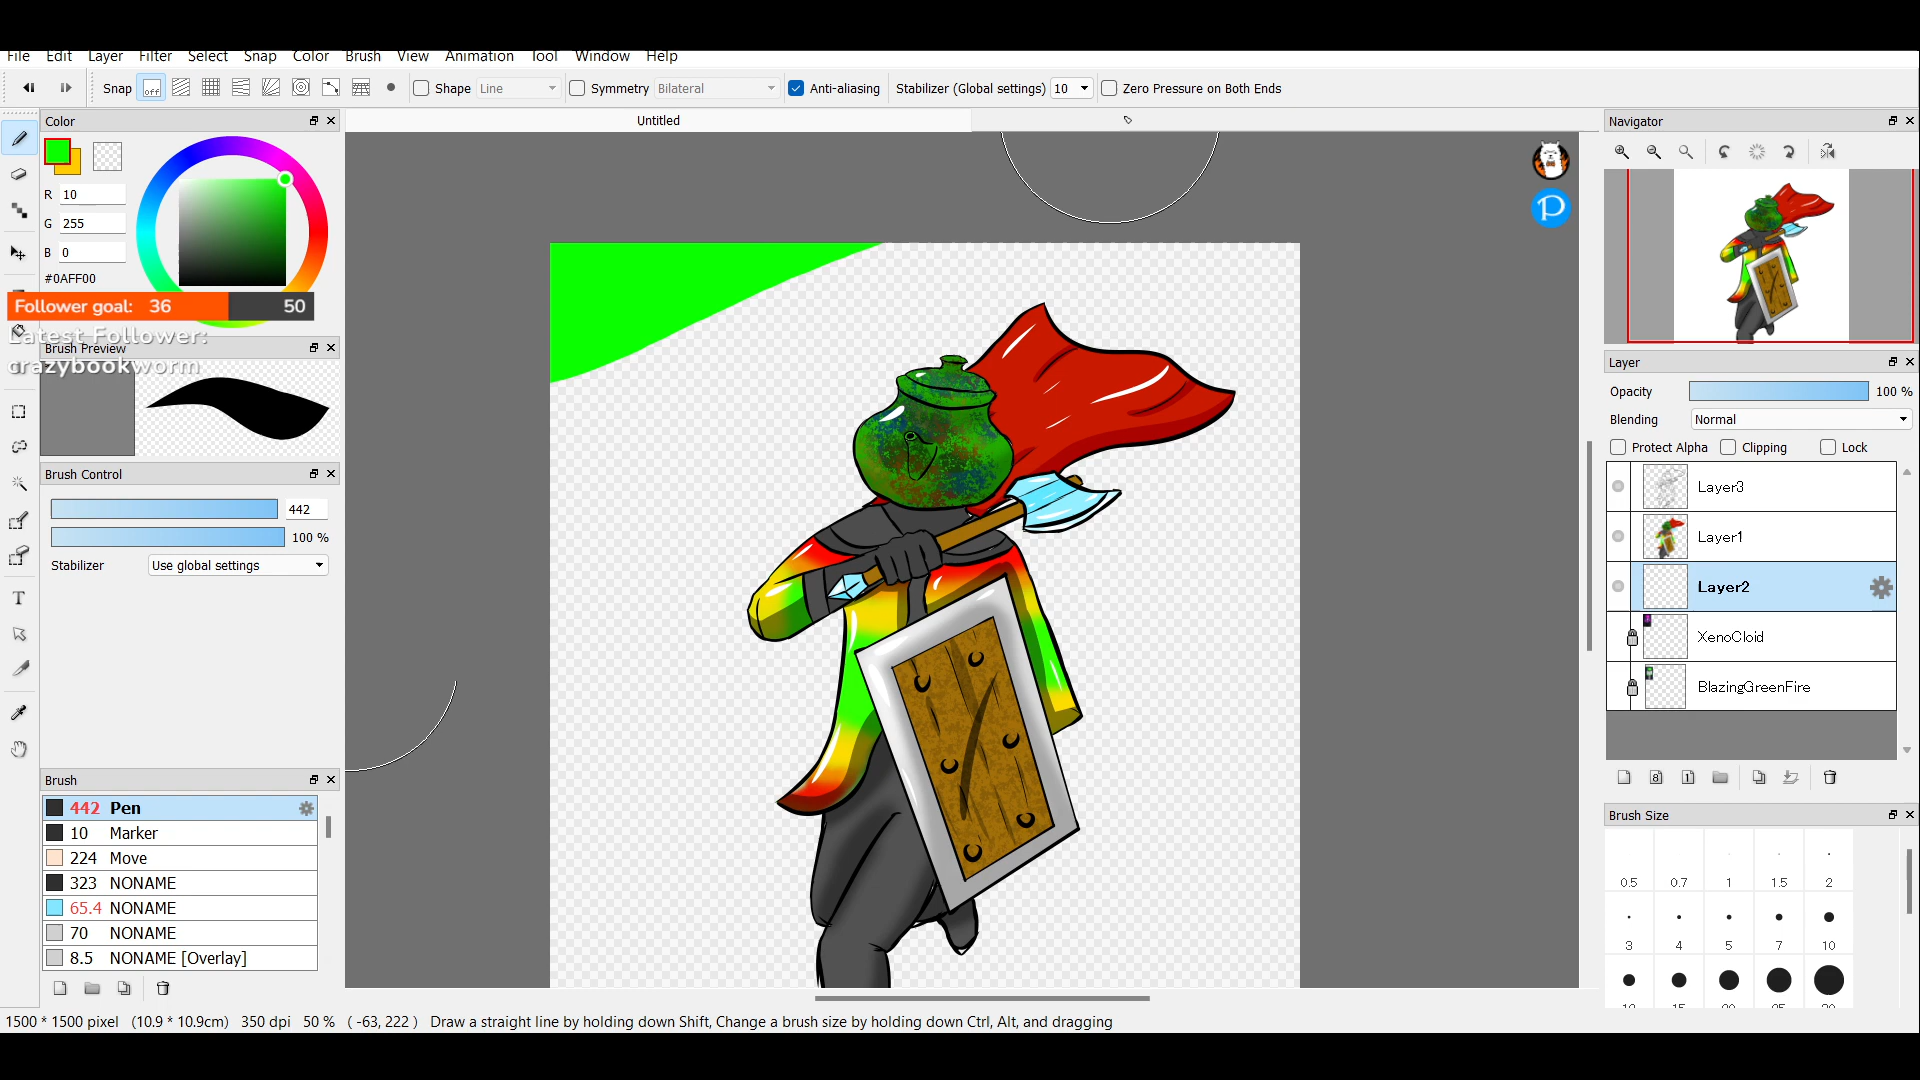 File Edit Layer Filter Select Snap Color Brush View Animation Tool Window Help
Snap off Shape Line Symmetry Bilateral Anti-aliasing Stabilizer (Global settings) 10 Zero Pressure on Both Ends
Color
Untitled
R 10
G 255
B 0
#0AFF00
Follower goal: 36 50
Latest Follower:
crazybookworm
Brush Preview
Brush Control
442
100 %
Stabilizer Use global settings
Brush
442 Pen
10 Marker
224 Move
323 NONAME
65.4 NONAME
70 NONAME
8.5 NONAME [Overlay]
Navigator
Layer
Opacity 100 %
Blending Normal
Protect Alpha Clipping Lock
Layer3
Layer1
Layer2
XenoCloid
BlazingGreenFire
8 1
Brush Size
0.5 0.7 1 1.5 2
3 4 5 7 10
1500 * 1500 pixel (10.9 * 10.9cm) 350 dpi 50 % ( -63, 222 ) Draw a straight line by holding down Shift, Change a brush size by holding down Ctrl, Alt, and dragging